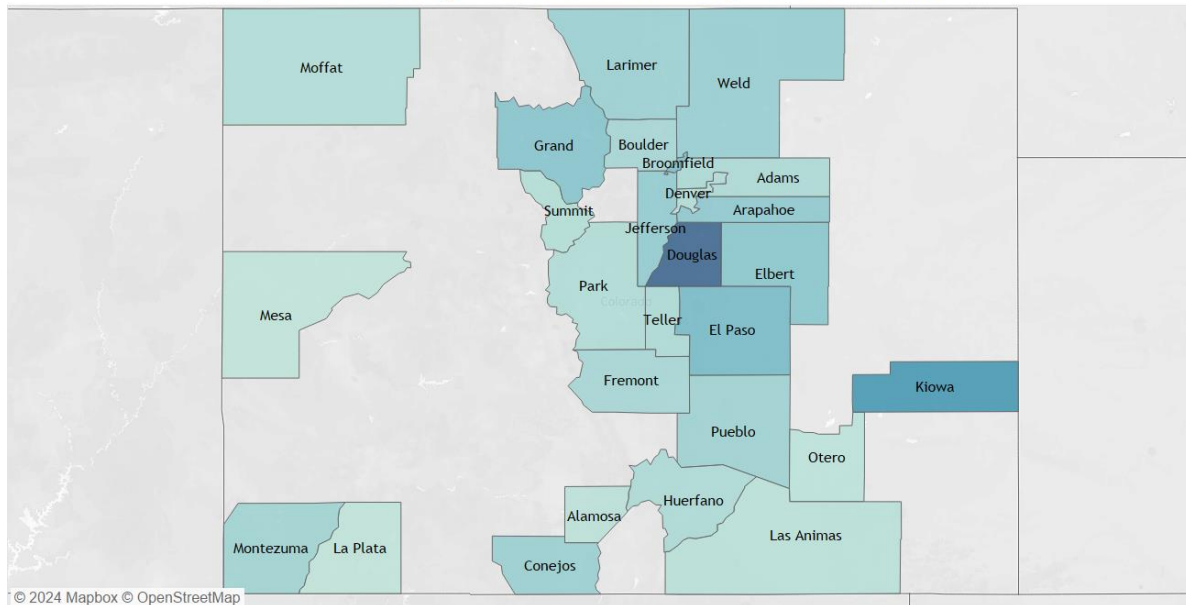 Moffat
Larimer
Weld
Grand
Boulder
Broomfield
Adams
Denver
Summit
Arapahoe
Jefferson
Douglas
Elbert
Park
Colorado
Mesa
Teller
El Paso
Fremont
Kiowa
Pueblo
Otero
Huerfano
Alamosa
Las Animas
Montezuma
La Plata
Conejos
© 2024 Mapbox © OpenStreetMap